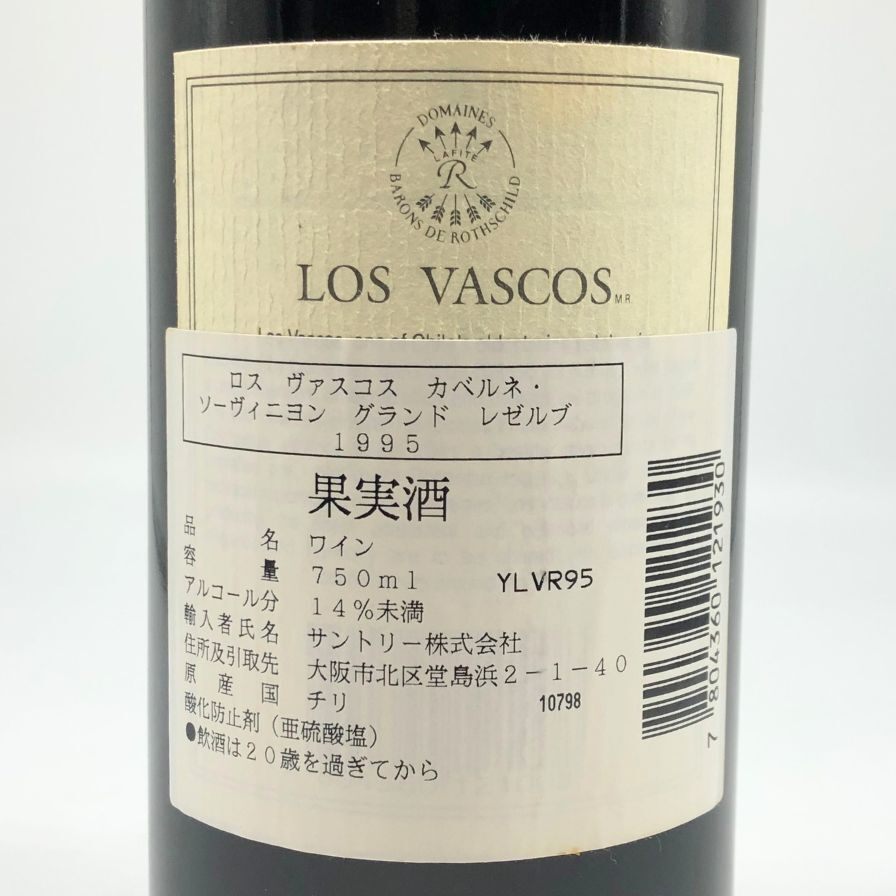 DOMAINES
LAFITE
R
BARONS DE ROTHSCHILD
LOS VASCOS M.R.
Los Vascos, one of Chile's oldest
ロス ヴァスコス カベルネ・
ソーヴィニヨン グランド レゼルブ
1995
果実酒
品名 ワイン
容量 750ml YLVR95
アルコール分 14%未満
輸入者氏名 サントリー株式会社
住所及引取先 大阪市北区堂島浜2-1-40
原産国 チリ 10798
酸化防止剤(亜硫酸塩)
●飲酒は20歳を過ぎてから
7 804360 121930